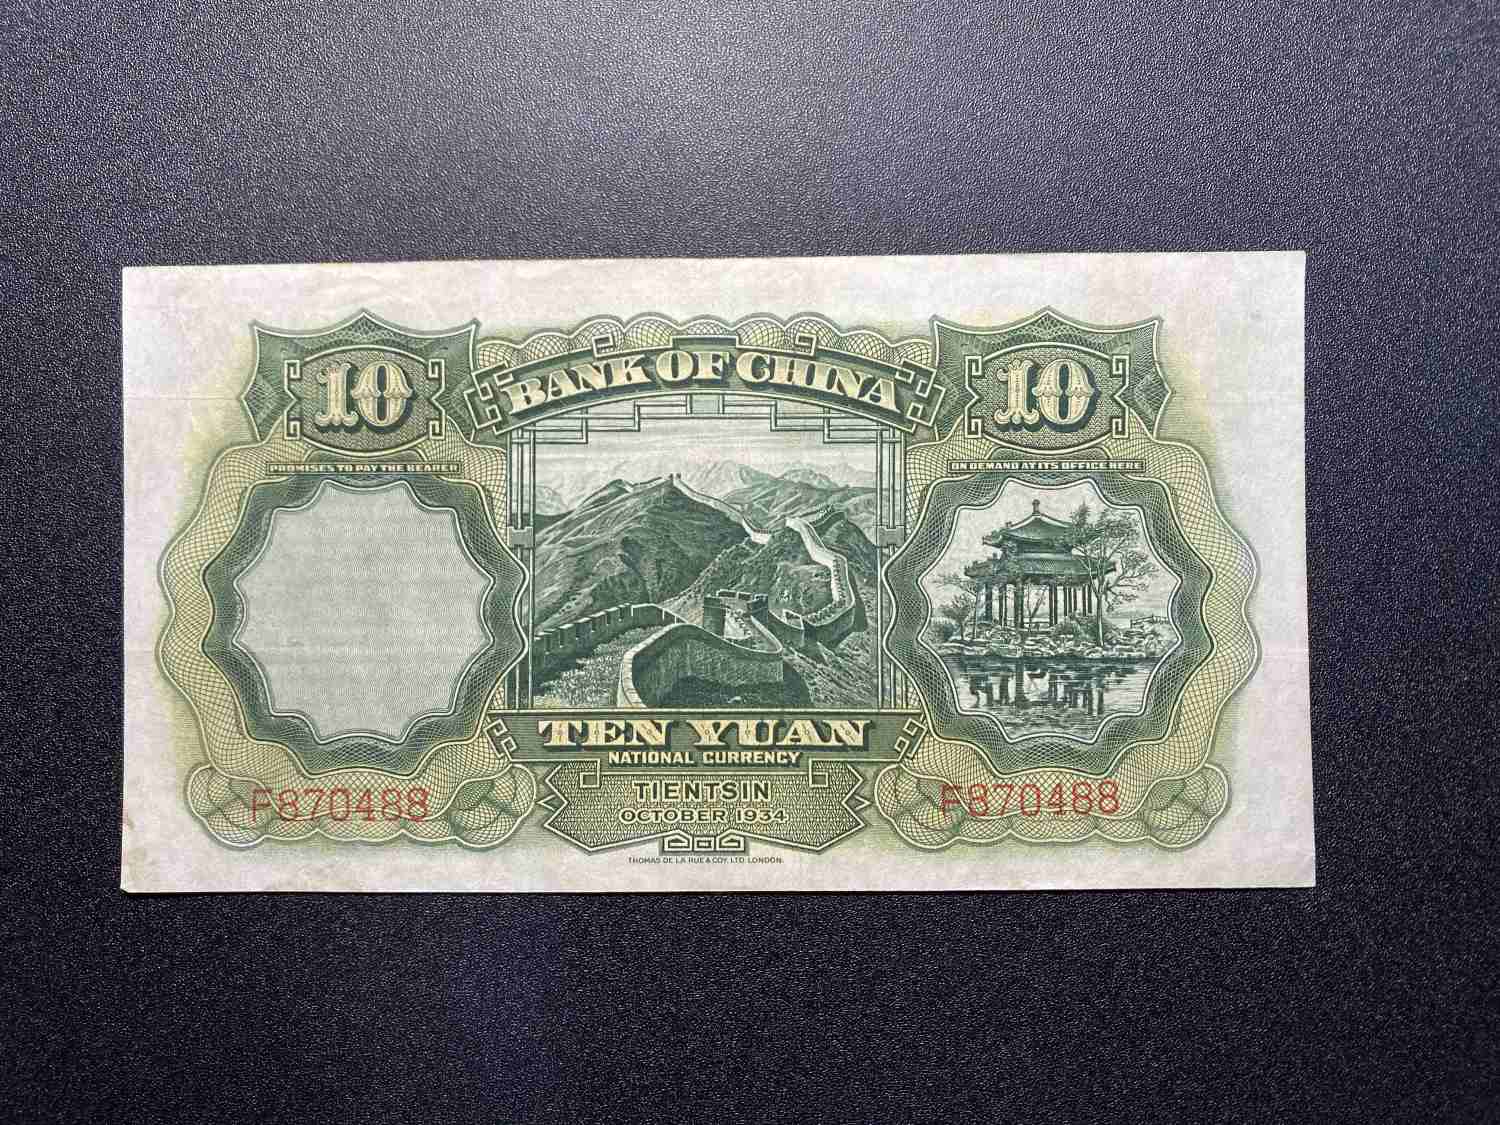 BANK OF CHINA
10 10
PROMISES TO PAY THE BEARER ON DEMAND AT ITS OFFICE HERE
TEN YUAN
NATIONAL CURRENCY
TIENTSIN
F870488 F870488
OCTOBER 1934
THOMAS DE LA RUE & COY. LTD. LONDON.